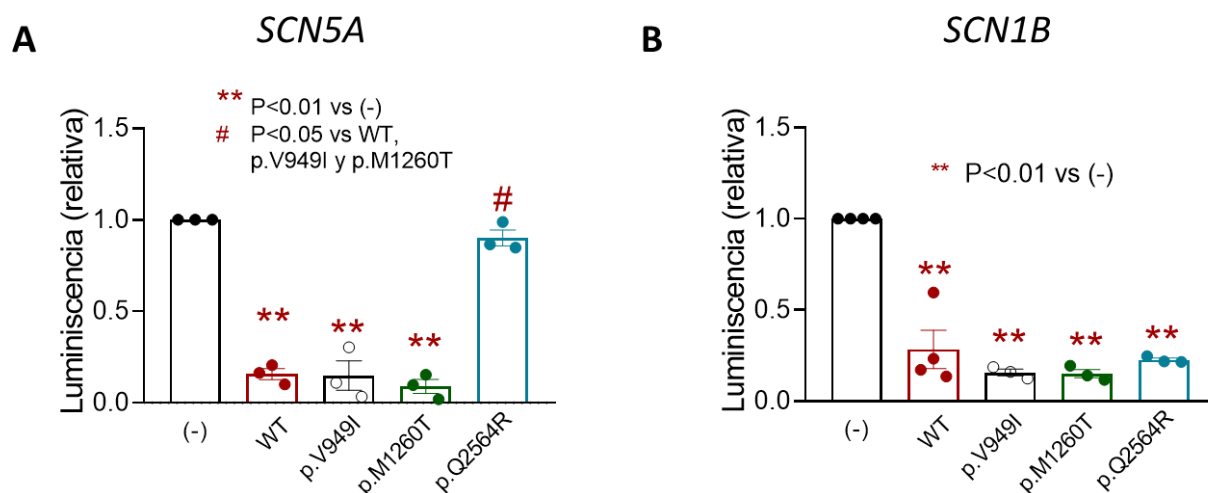 A
SCN5A
** P<0.01 vs (-)
# P<0.05 vs WT,
p.V949I y p.M1260T
Luminiscencia (relativa)
1.5
1.0
0.5
0.0
**
**
**
#
(-)
WT
p.V949I
p.M1260T
p.Q2564R
B
SCN1B
** P<0.01 vs (-)
Luminiscencia (relativa)
1.5
1.0
0.5
0.0
**
**
**
**
(-)
WT
p.V949I
p.M1260T
p.Q2564R